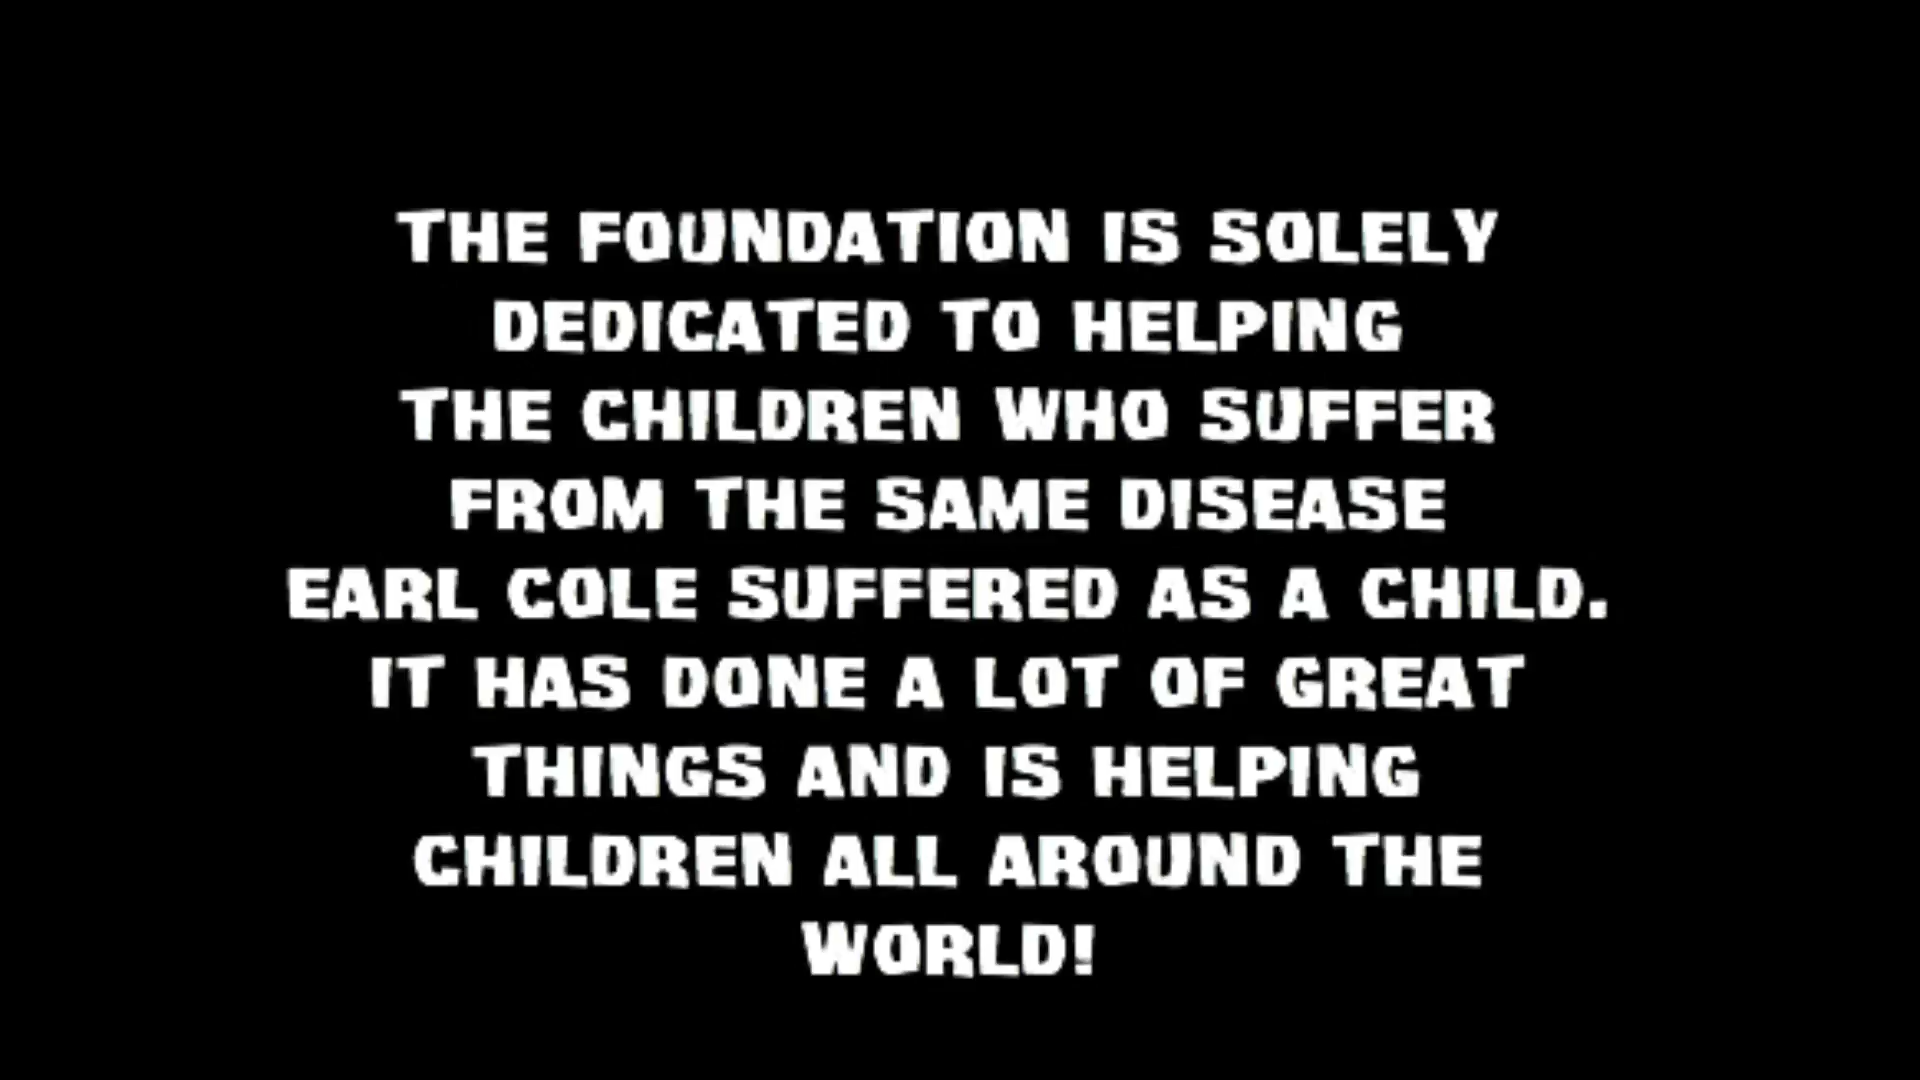 THE FOUNDATION IS SOLELY
DEDICATED TO HELPING
THE CHILDREN WHO SUFFER
FROM THE SAME DISEASE
EARL COLE SUFFERED AS A CHILD.
IT HAS DONE A LOT OF GREAT
THINGS AND IS HELPING
CHILDREN ALL AROUND THE
WORLD!